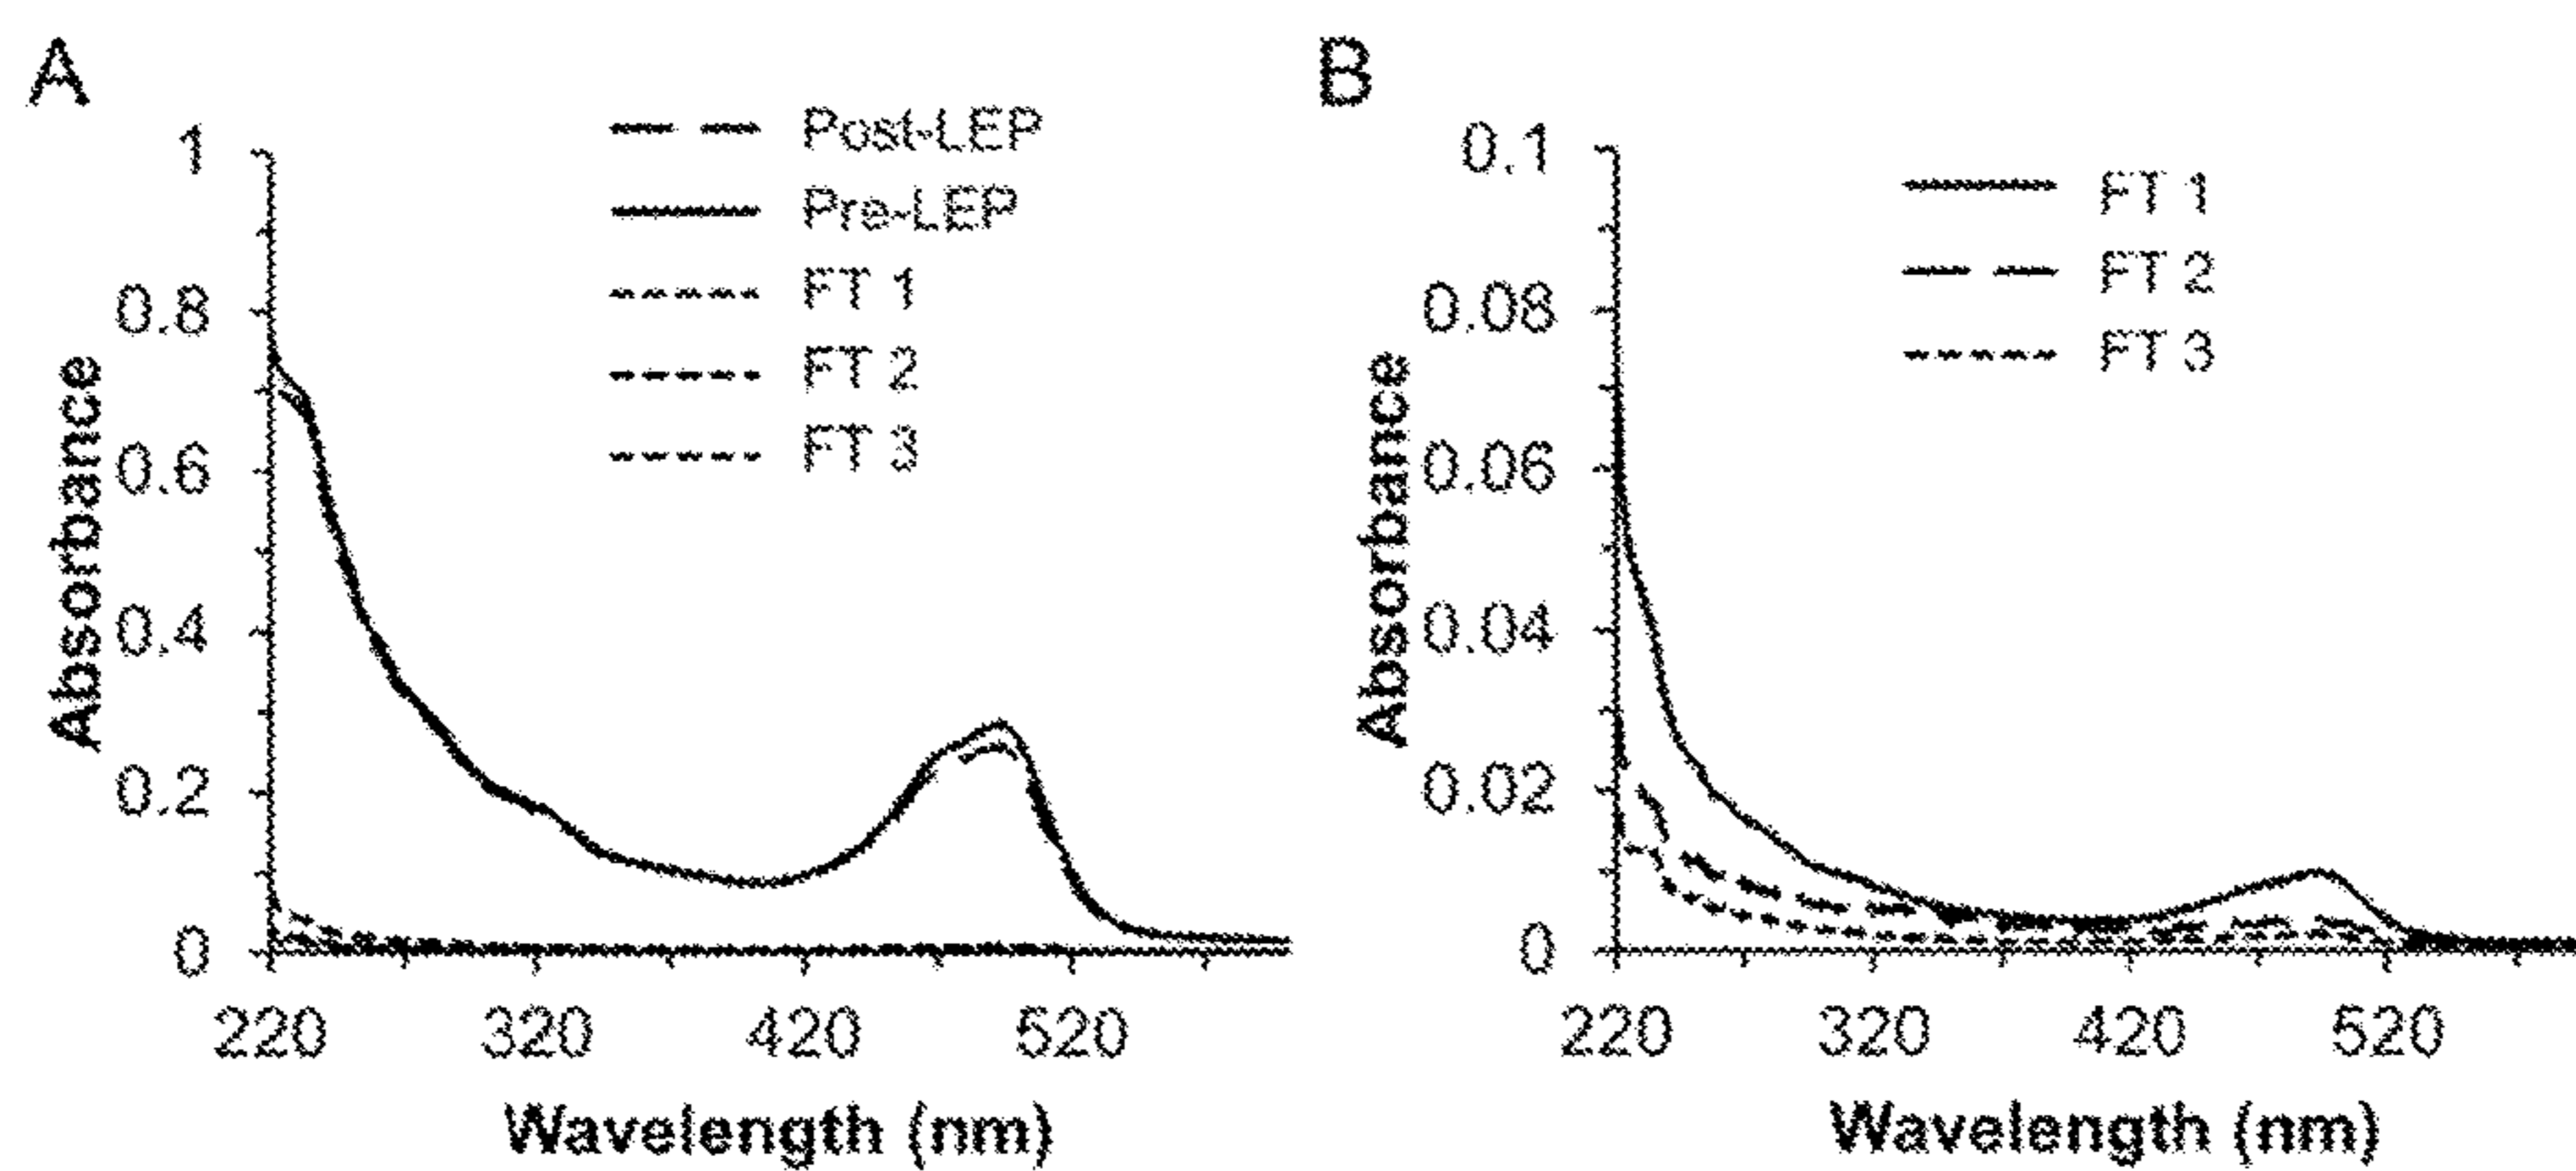 A
Post-LEP
Pre-LEP
FT 1
FT 2
FT 3
1
0.8
0.6
0.4
0.2
0
Absorbance
220 320 420 520
Wavelength (nm)
B
FT 1
FT 2
FT 3
0.1
0.08
0.06
0.04
0.02
0
Absorbance
220 320 420 520
Wavelength (nm)